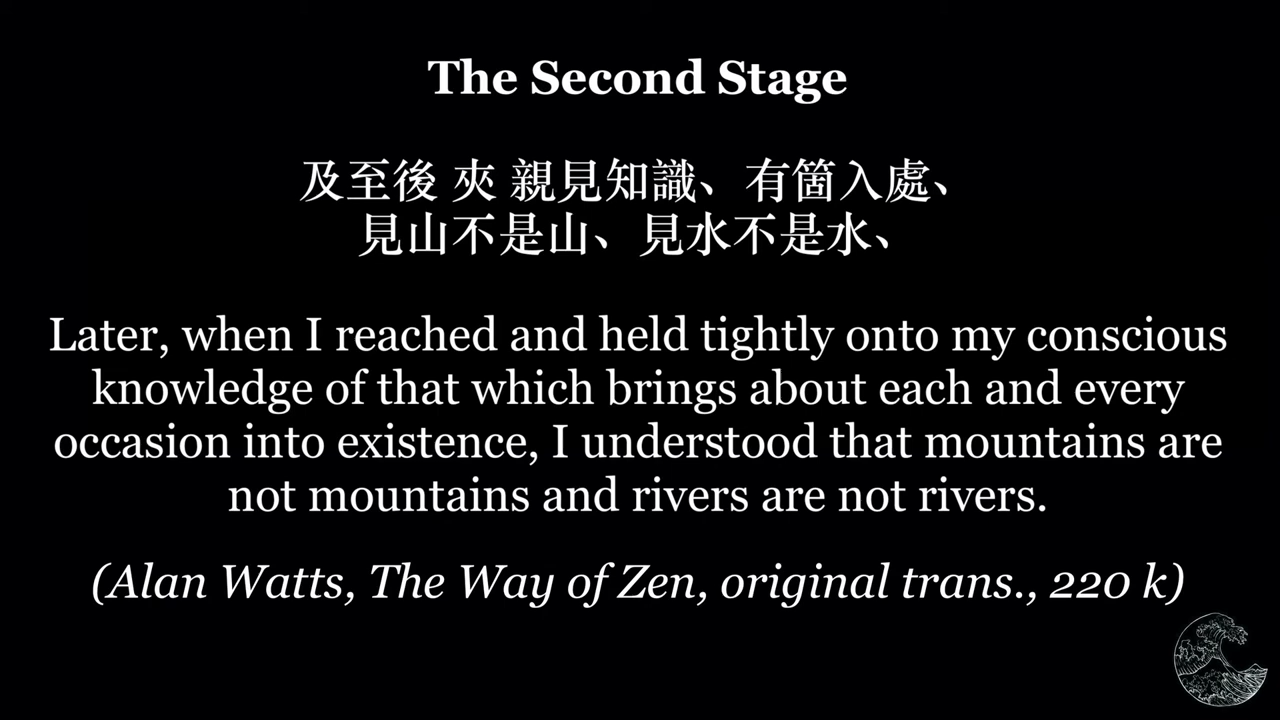 The Second Stage
及至後 夾 親見知識、有箇入處、
見山不是山、見水不是水、
Later, when I reached and held tightly onto my conscious
knowledge of that which brings about each and every
occasion into existence, I understood that mountains are
not mountains and rivers are not rivers.
(Alan Watts, The Way of Zen, original trans., 220 k)